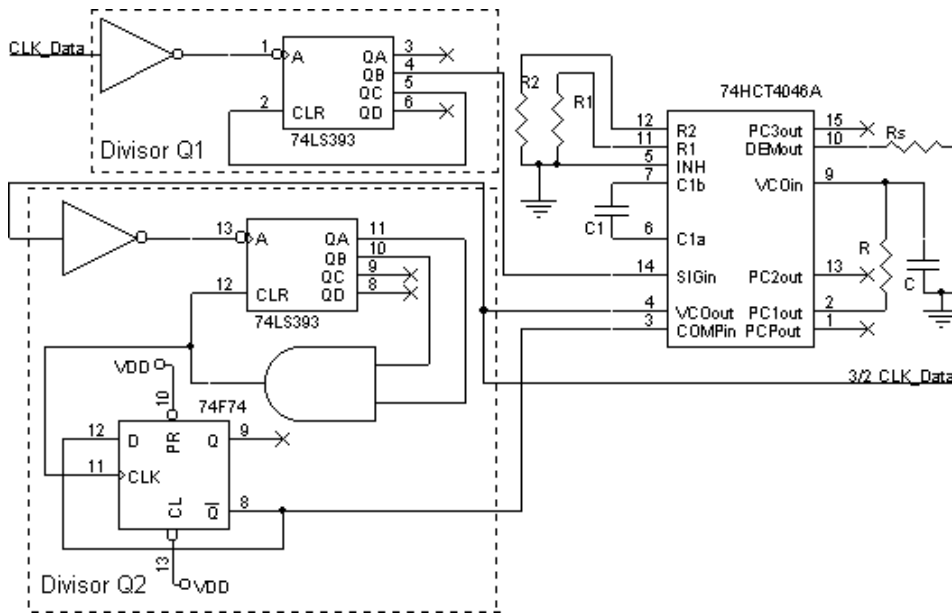 CLK_Data
1
A
QA
3
QB
4
QC
5
QD
6
2
CLR
74LS393
Divisor Q1
R2
R1
74HCT4046A
12
R2
PC3out
15
11
R1
DEMout
10
Rs
5
INH
7
C1b
VCOin
9
C1
6
C1a
R
C
14
SIGin
PC2out
13
4
VCOout
PC1out
2
3
COMPin
PCPout
1
3/2 CLK_Data
13
A
QA
11
QB
10
QC
9
QD
8
12
CLR
74LS393
VDD
10
74F74
12
D
PR
Q
9
11
CLK
CL
Q
8
13
VDD
Divisor Q2